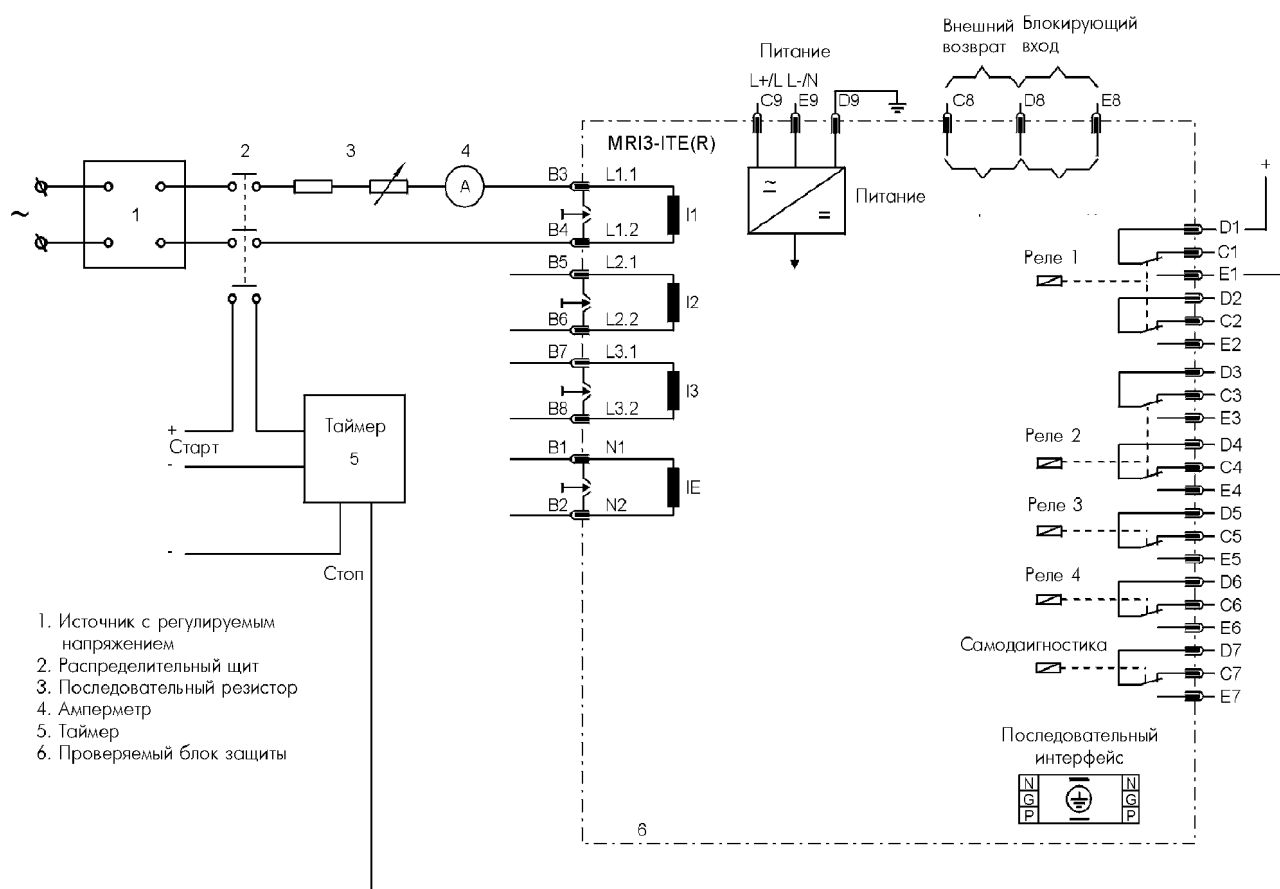 Питание
L+/L L-/N
C9 E9 D9
Внешний возврат
Блокирующий вход
C8 D8 E8
MRI3-ITE(R)
Питание
~
=
1
2
3
4
A
~
B3 L1.1
I1
B4 L1.2
B5 L2.1
I2
B6 L2.2
B7 L3.1
I3
B8 L3.2
B1 N1
IE
B2 N2
+
Старт
-
-
Стоп
Таймер
5
+
D1
C1
E1
Реле 1
D2
C2
E2
D3
C3
E3
Реле 2
D4
C4
E4
Реле 3
D5
C5
E5
Реле 4
D6
C6
E6
Самодаигностика
D7
C7
E7
Последовательный
интерфейс
N N
G G
P P
6
1. Источник с регулируемым
напряжением
2. Распределительный щит
3. Последовательный резистор
4. Амперметр
5. Таймер
6. Проверяемый блок защиты